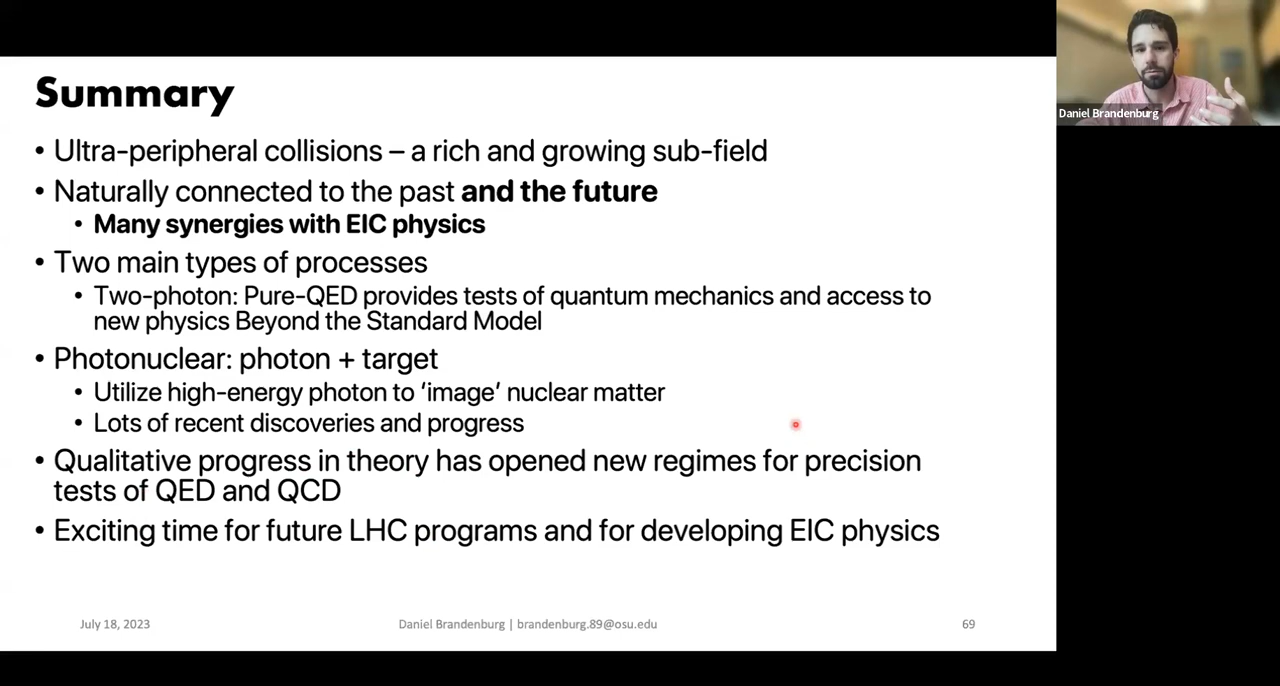 Summary
• Ultra-peripheral collisions – a rich and growing sub-field
• Naturally connected to the past and the future
• Many synergies with EIC physics
• Two main types of processes
• Two-photon: Pure-QED provides tests of quantum mechanics and access to
new physics Beyond the Standard Model
• Photonuclear: photon + target
• Utilize high-energy photon to ‘image’ nuclear matter
• Lots of recent discoveries and progress
• Qualitative progress in theory has opened new regimes for precision
tests of QED and QCD
• Exciting time for future LHC programs and for developing EIC physics
July 18, 2023
Daniel Brandenburg | brandenburg.89@osu.edu
69
Daniel Brandenburg